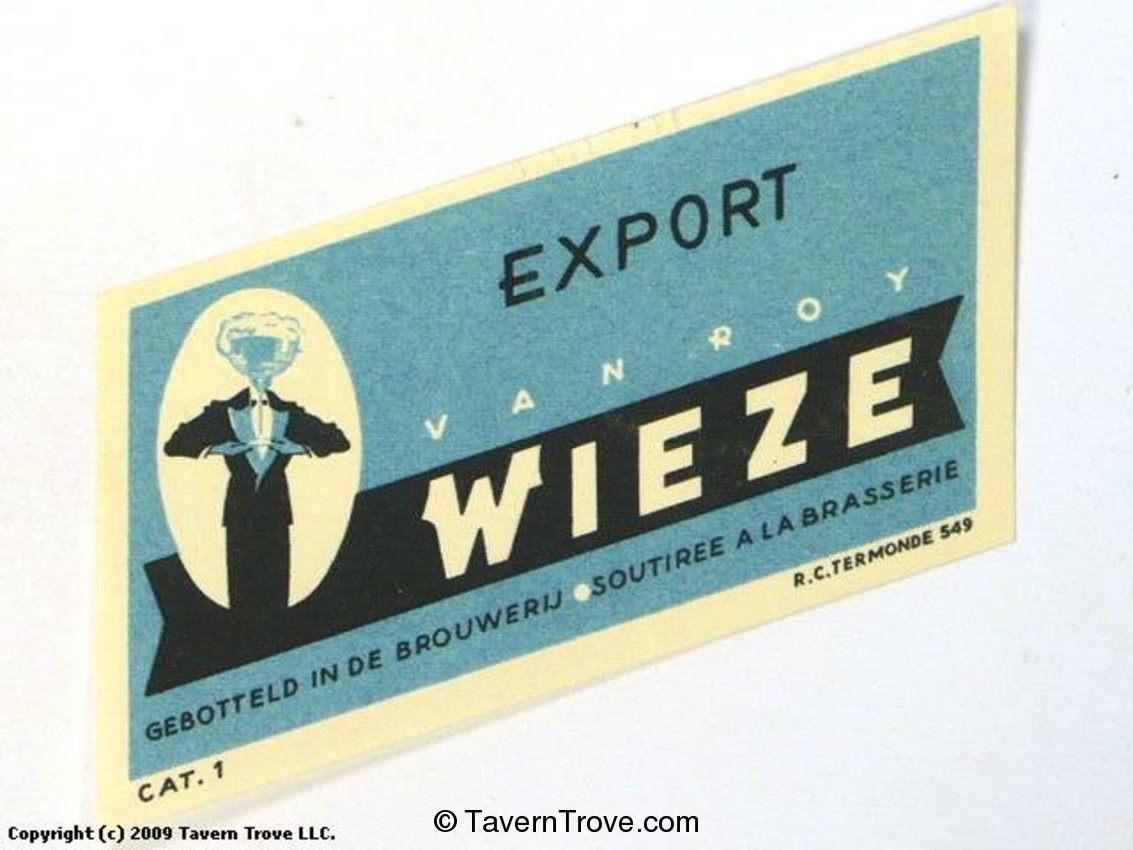 EXPORT
VAN ROY
WIEZE
GEBOTTELD IN DE BROUWERIJ • SOUTIREE A LA BRASSERIE
R.C. TERMONDE 549
CAT. 1
Copyright (c) 2009 Tavern Trove LLC.
© TavernTrove.com